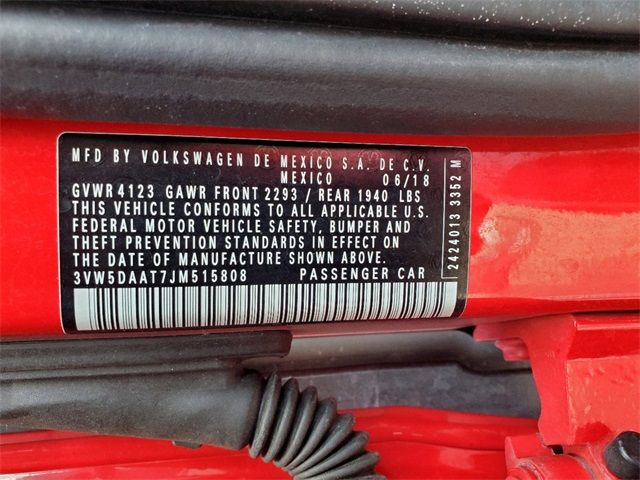 MFD BY VOLKSWAGEN DE MEXICO S.A. DE C.V.
MEXICO 06/18
GVWR 4123 GAWR FRONT 2293 / REAR 1940 LBS
THIS VEHICLE CONFORMS TO ALL APPLICABLE U.S.
FEDERAL MOTOR VEHICLE SAFETY, BUMPER AND
THEFT PREVENTION STANDARDS IN EFFECT ON
THE DATE OF MANUFACTURE SHOWN ABOVE.
3VW5DAAT7JM515808 PASSENGER CAR
2424013 3352 M